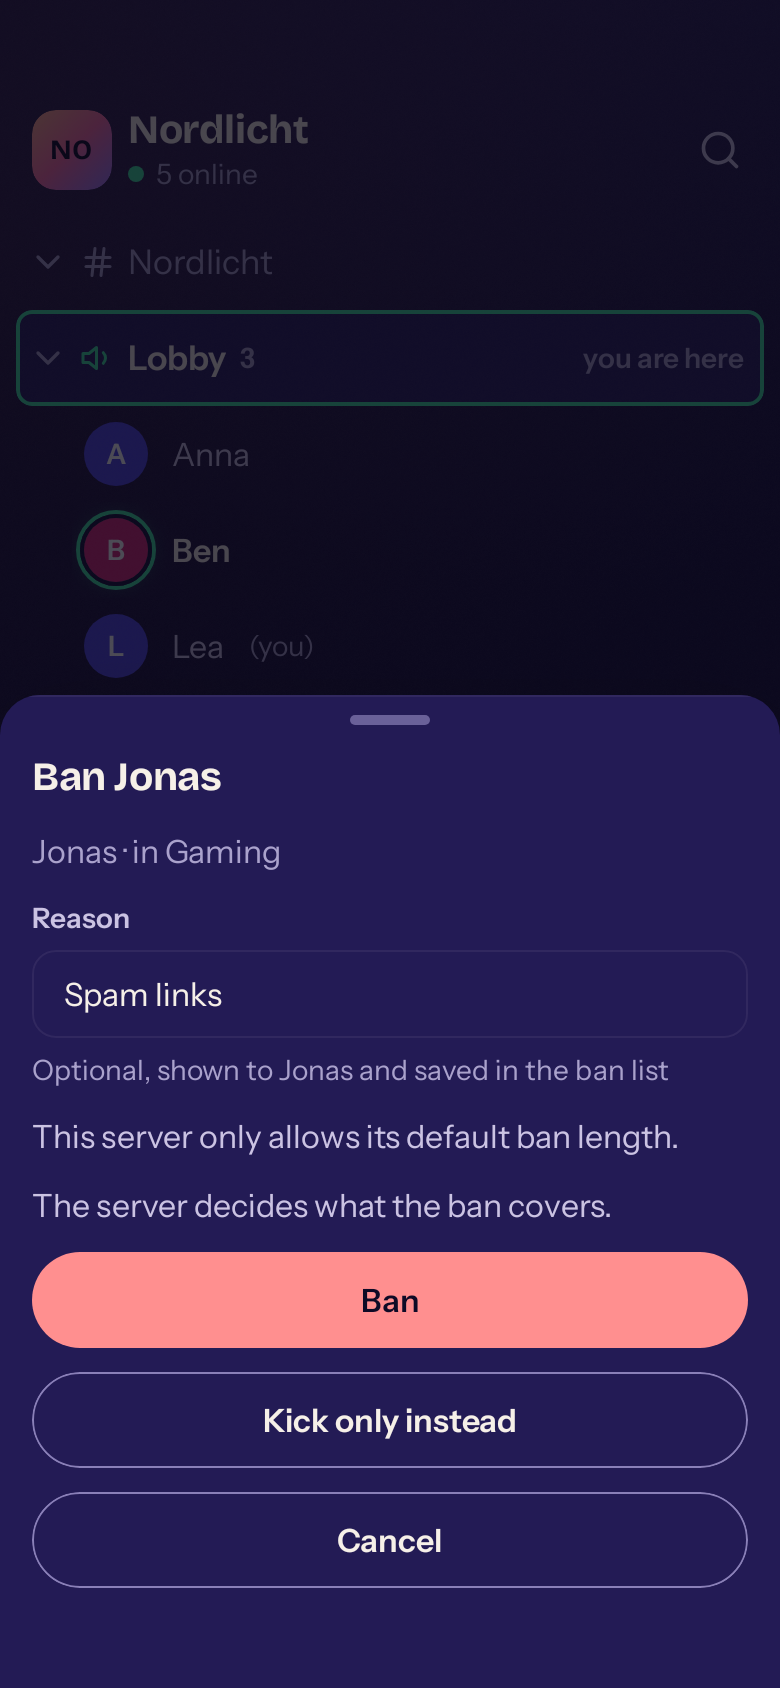 NO
Nordlicht
5 online
# Nordlicht
Lobby 3 you are here
A Anna
B Ben
L Lea (you)
Ban Jonas
Jonas · in Gaming
Reason
Spam links
Optional, shown to Jonas and saved in the ban list
This server only allows its default ban length.
The server decides what the ban covers.
Ban
Kick only instead
Cancel